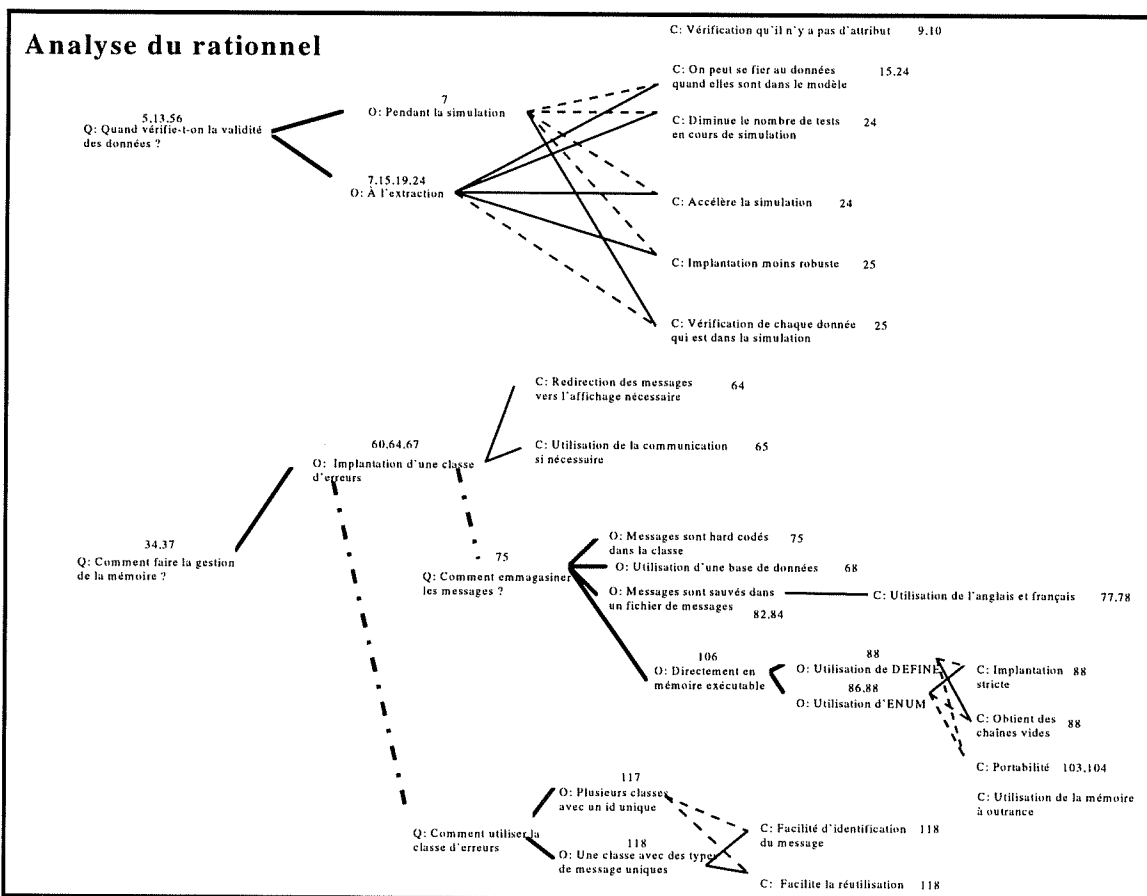 Analyse du rationnel
C: Vérification qu'il n'y a pas d'attribut 9.10
C: On peut se fier au données 15.24
quand elles sont dans le modèle
7
O: Pendant la simulation
5.13.56
Q: Quand vérifie-t-on la validité
des données ?
C: Diminue le nombre de tests 24
en cours de simulation
7.15.19.24
O: À l'extraction
C: Accélère la simulation 24
C: Implantation moins robuste 25
C: Vérification de chaque donnée 25
qui est dans la simulation
C: Redirection des messages 64
vers l'affichage nécessaire
60.64.67
O: Implantation d'une classe
d'erreurs
C: Utilisation de la communication 65
si nécessaire
34.37
Q: Comment faire la gestion
de la mémoire ?
75
Q: Comment emmagasiner
les messages ?
O: Messages sont hard codés 75
dans la classe
O: Utilisation d'une base de données 68
O: Messages sont sauvés dans
un fichier de messages
82.84
C: Utilisation de l'anglais et français 77.78
106
O: Directement en
mémoire exécutable
88
O: Utilisation de DEFINE
86.88
O: Utilisation d'ENUM
C: Implantation 88
stricte
C: Obtient des 88
chaînes vides
C: Portabilité 103.104
C: Utilisation de la mémoire
à outrance
117
O: Plusieurs classes
avec un id unique
Q: Comment utiliser la
classe d'erreurs
118
O: Une classe avec des types
de message uniques
C: Facilité d'identification 118
du message
C: Facilite la réutilisation 118